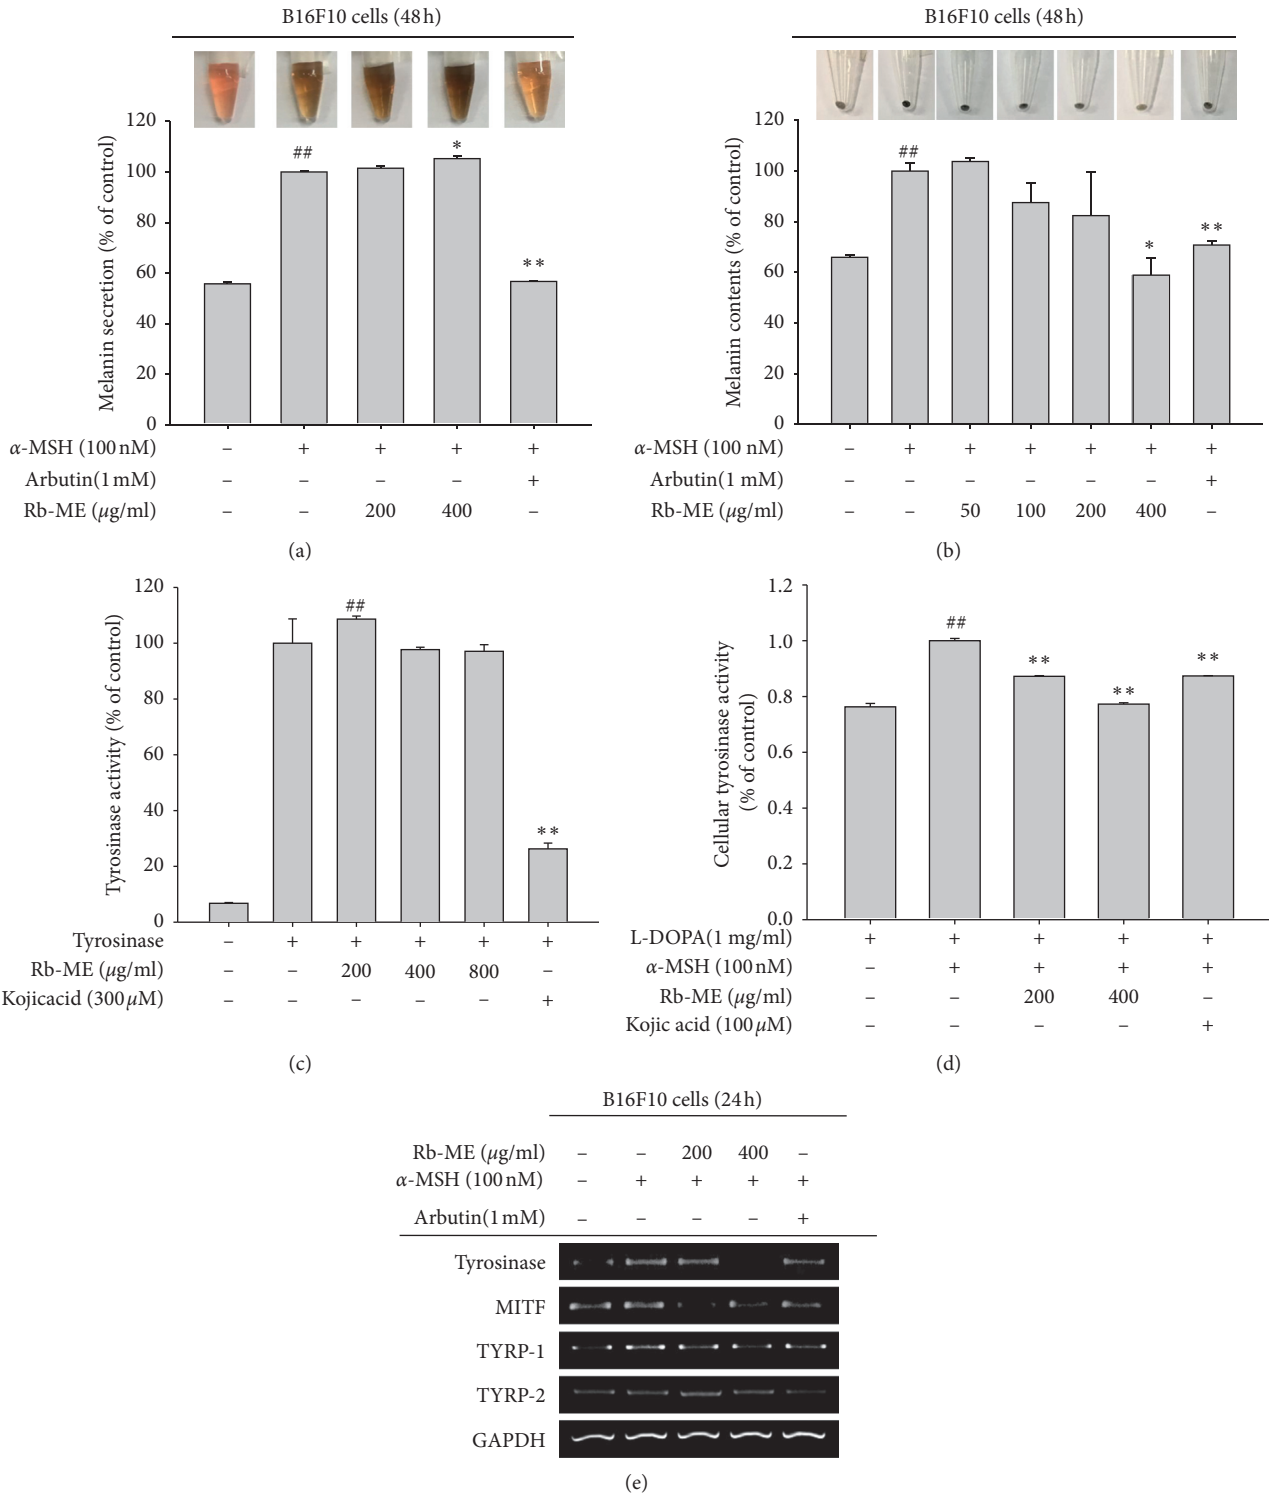 B16F10 cells (48 h)
120
100
80
60
40
20
0
Melanin secretion (% of control)
##
*
**
α-MSH (100 nM) – + + + +
Arbutin(1 mM) – – – – +
Rb-ME (µg/ml) – – 200 400 –
(a)
B16F10 cells (48 h)
120
100
80
60
40
20
0
Melanin contents (% of control)
##
*
**
α-MSH (100 nM) – + + + + + +
Arbutin(1 mM) – – – – – – +
Rb-ME (µg/ml) – – 50 100 200 400 –
(b)
120
100
80
60
40
20
0
Tyrosinase activity (% of control)
##
**
Tyrosinase – + + + + +
Rb-ME (µg/ml) – – 200 400 800 –
Kojicacid (300 µM) – – – – – +
(c)
1.2
1.0
0.8
0.6
0.4
0.2
0.0
Cellular tyrosinase activity
(% of control)
##
**
**
**
L-DOPA(1 mg/ml) + + + + +
α-MSH (100 nM) – + + + +
Rb-ME (µg/ml) – – 200 400 –
Kojic acid (100 µM) – – – – +
(d)
B16F10 cells (24 h)
Rb-ME (µg/ml) – – 200 400 –
α-MSH (100 nM) – + + + +
Arbutin(1 mM) – – – – +
Tyrosinase
MITF
TYRP-1
TYRP-2
GAPDH
(e)